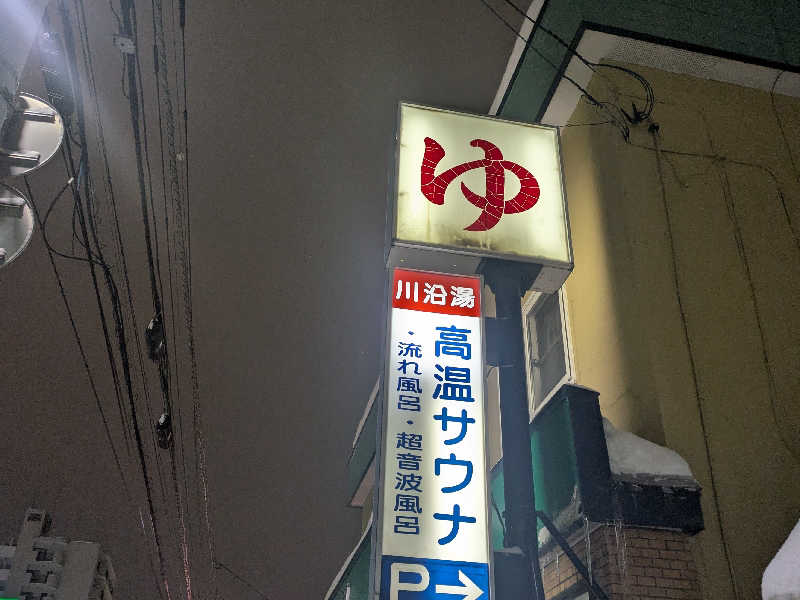 ゆ
川沿湯
高温サウナ
・流れ風呂・超音波風呂
P→